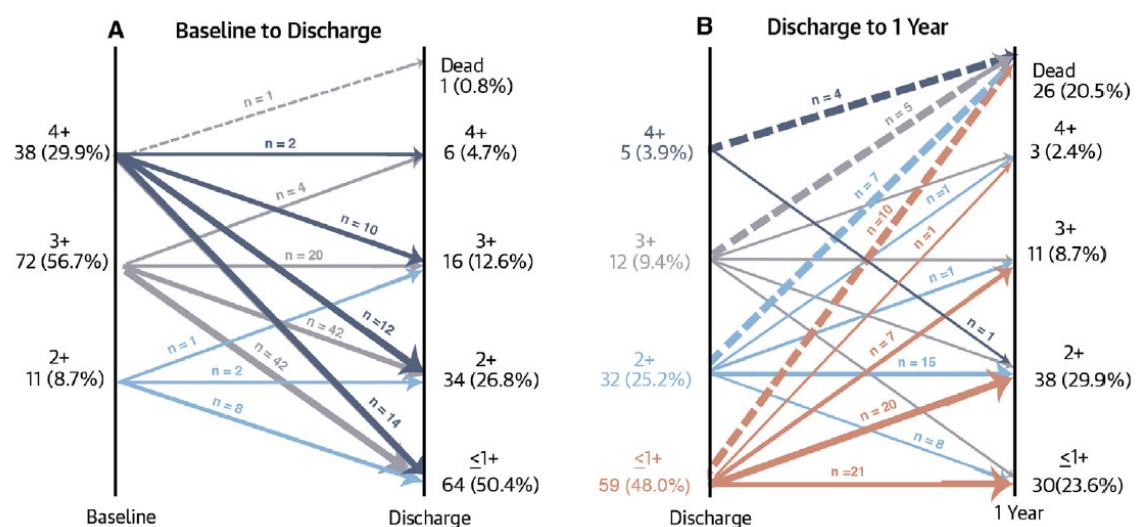 A Baseline to Discharge
4+
38 (29.9%)
3+
72 (56.7%)
2+
11 (8.7%)
Baseline
n = 1
n = 2
n = 4
n = 10
n = 20
n =12
n = 42
n = 1
n = 42
n = 2
n = 8
n = 14
Dead
1 (0.8%)
4+
6 (4.7%)
3+
16 (12.6%)
2+
34 (26.8%)
≤1+
64 (50.4%)
Discharge
B Discharge to 1 Year
4+
5 (3.9%)
3+
12 (9.4%)
2+
32 (25.2%)
≤1+
59 (48.0%)
Discharge
n = 4
n = 5
n = 7
n =10
n =1
n =1
n =1
n = 1
n = 7
n = 15
n = 20
n = 8
n =21
Dead
26 (20.5%)
4+
3 (2.4%)
3+
11 (8.7%)
2+
38 (29.9%)
≤1+
30(23.6%)
1 Year